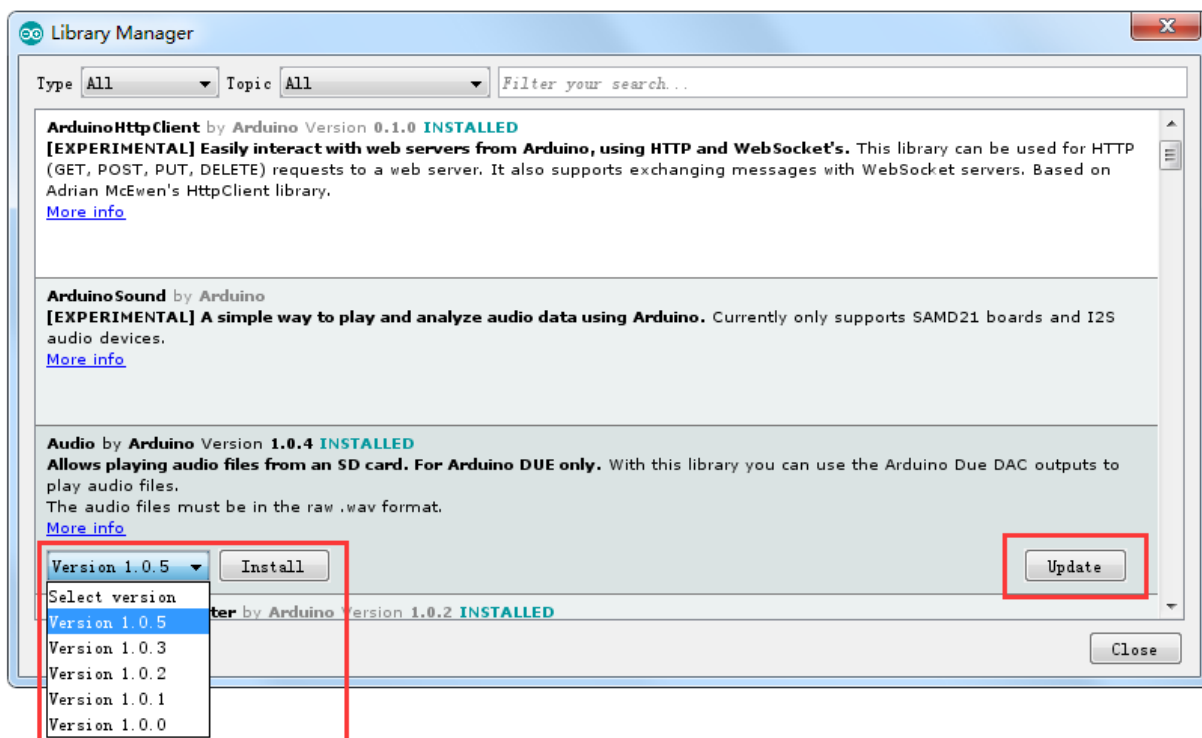 Library Manager
Type All Topic All Filter your search...
ArduinoHttpClient by Arduino Version 0.1.0 INSTALLED
[EXPERIMENTAL] Easily interact with web servers from Arduino, using HTTP and WebSocket's. This library can be used for HTTP
(GET, POST, PUT, DELETE) requests to a web server. It also supports exchanging messages with WebSocket servers. Based on
Adrian McEwen's HttpClient library.
More info
ArduinoSound by Arduino
[EXPERIMENTAL] A simple way to play and analyze audio data using Arduino. Currently only supports SAMD21 boards and I2S
audio devices.
More info
Audio by Arduino Version 1.0.4 INSTALLED
Allows playing audio files from an SD card. For Arduino DUE only. With this library you can use the Arduino Due DAC outputs to
play audio files.
The audio files must be in the raw .wav format.
More info
Version 1.0.5 Install Update
Select version
ter by Arduino Version 1.0.2 INSTALLED
Version 1.0.5
Version 1.0.3
Close
Version 1.0.2
Version 1.0.1
Version 1.0.0